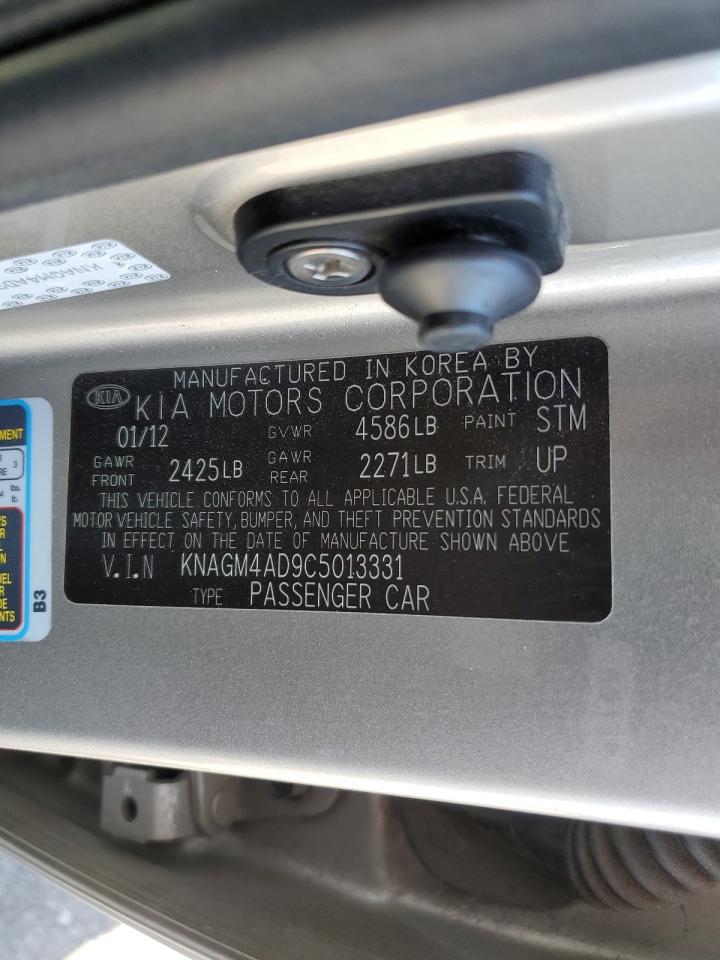 MANUFACTURED IN KOREA BY
KIA KIA MOTORS CORPORATION
01/12 GVWR 4586LB PAINT STM
GAWR FRONT 2425LB GAWR REAR 2271LB TRIM UP
THIS VEHICLE CONFORMS TO ALL APPLICABLE U.S.A. FEDERAL
MOTOR VEHICLE SAFETY, BUMPER, AND THEFT PREVENTION STANDARDS
IN EFFECT ON THE DATE OF MANUFACTURE SHOWN ABOVE
V.I.N KNAGM4AD9C5013331
TYPE PASSENGER CAR
B3